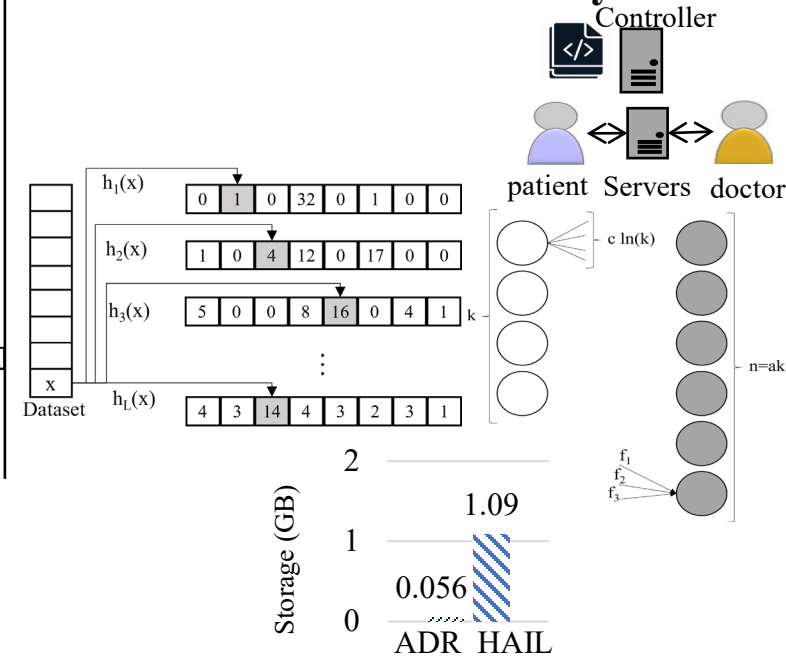 Controller
</>
patient Servers doctor
h₁(x)
0 1 0 32 0 1 0 0
h₂(x)
1 0 4 12 0 17 0 0
h₃(x)
5 0 0 8 16 0 4 1
⋮
h_L(x)
4 3 14 4 3 2 3 1
x
Dataset
k
c ln(k)
n=ak
f₁
f₂
f₃
Storage (GB)
2
1
0
0.056
1.09
ADR HAIL